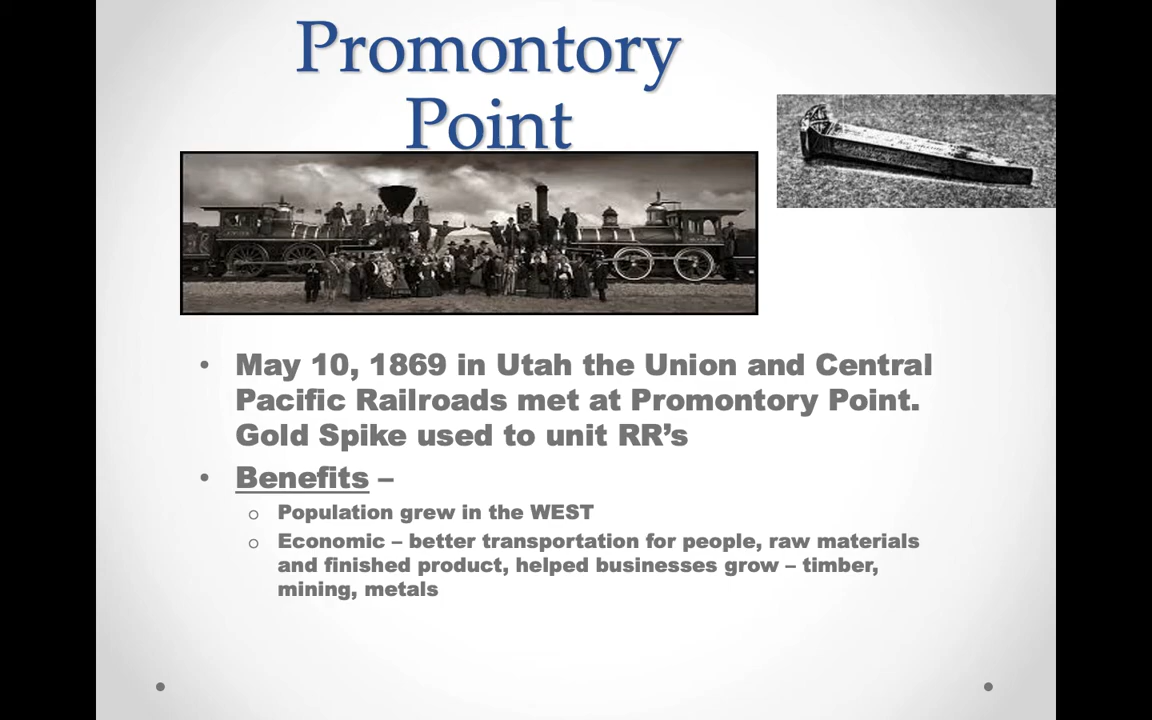 Promontory
Point
• May 10, 1869 in Utah the Union and Central
Pacific Railroads met at Promontory Point.
Gold Spike used to unit RR’s
• Benefits –
o Population grew in the WEST
o Economic – better transportation for people, raw materials
and finished product, helped businesses grow – timber,
mining, metals